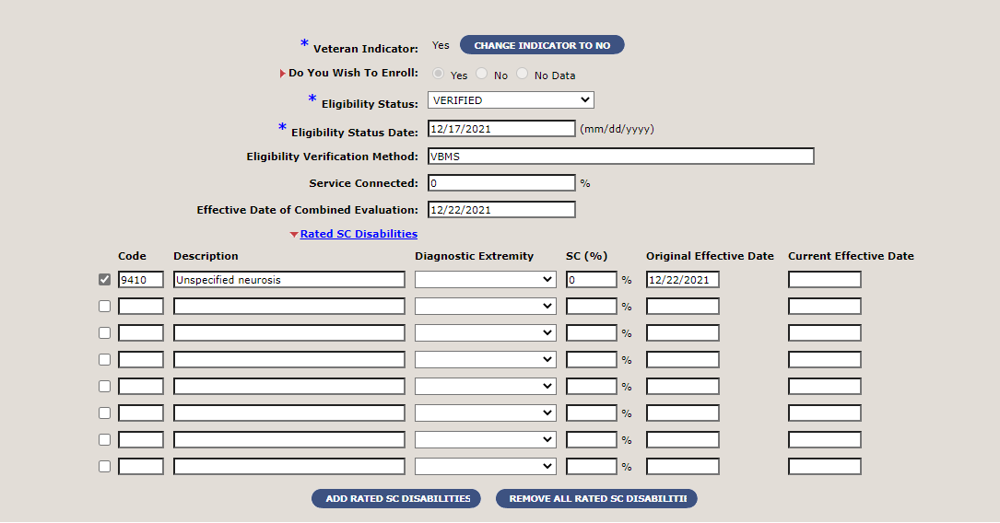 * Veteran Indicator: Yes CHANGE INDICATOR TO NO
Do You Wish To Enroll: Yes No No Data
* Eligibility Status: VERIFIED
* Eligibility Status Date: 12/17/2021 (mm/dd/yyyy)
Eligibility Verification Method: VBMS
Service Connected: 0 %
Effective Date of Combined Evaluation: 12/22/2021
Rated SC Disabilities
Code Description Diagnostic Extremity SC (%) Original Effective Date Current Effective Date
9410 Unspecified neurosis 0 % 12/22/2021
%
%
%
%
%
%
%
ADD RATED SC DISABILITIES REMOVE ALL RATED SC DISABILITII